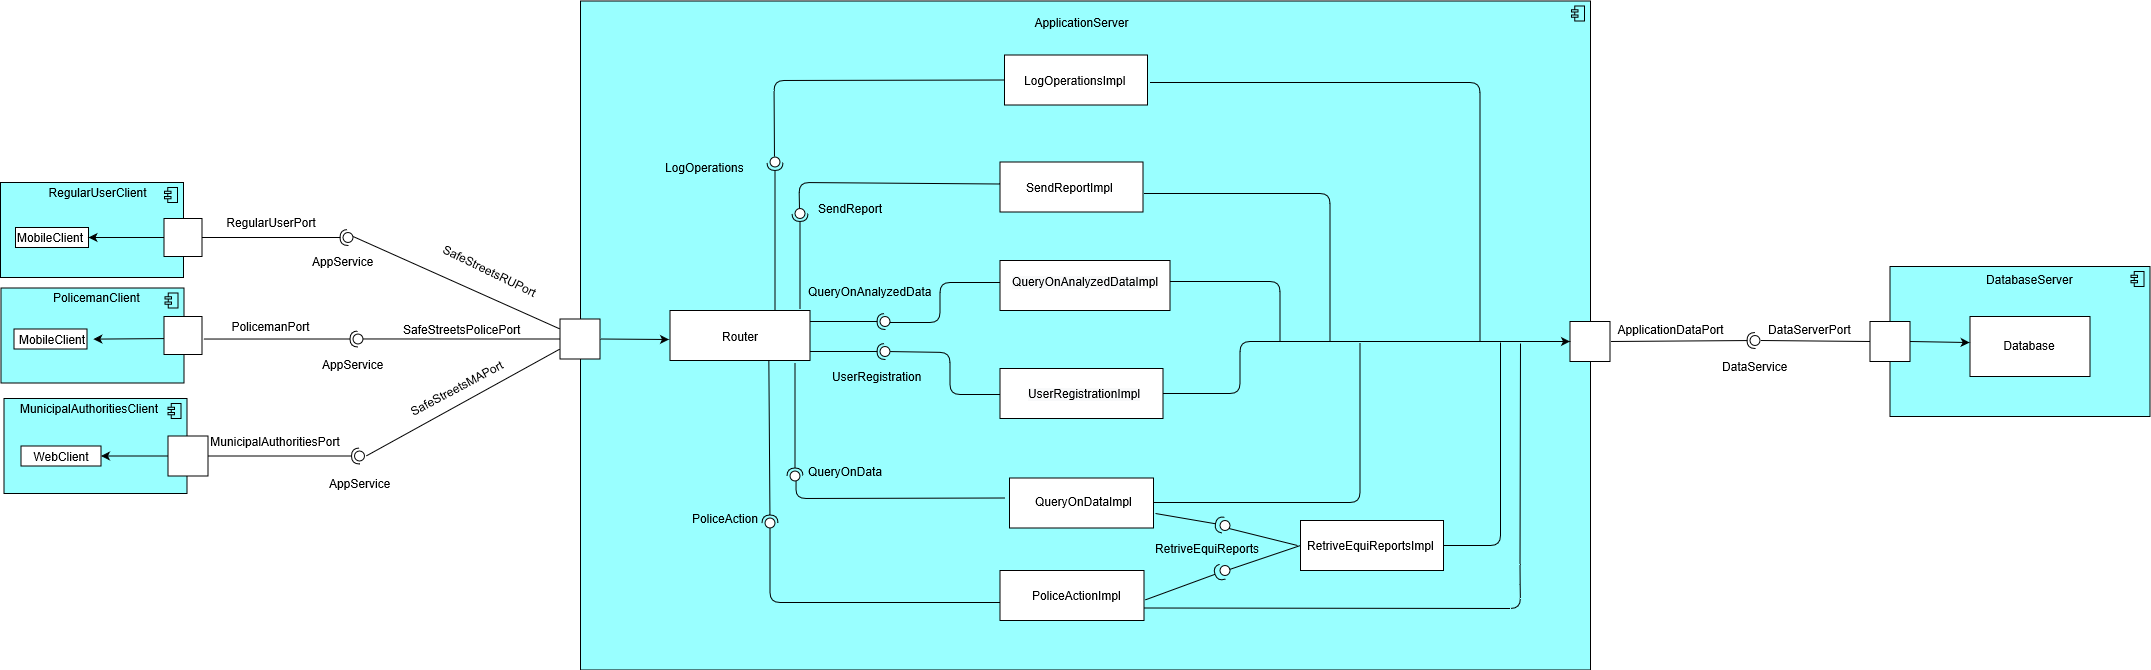 ApplicationServer
LogOperationsImpl
LogOperations
SendReportImpl
SendReport
RegularUserClient
MobileClient
RegularUserPort
AppService
SafeStreetsRUPort
QueryOnAnalyzedData
QueryOnAnalyzedDataImpl
PolicemanClient
MobileClient
PolicemanPort
AppService
SafeStreetsPolicePort
Router
UserRegistration
UserRegistrationImpl
ApplicationDataPort
DataServerPort
DataService
DatabaseServer
Database
MunicipalAuthoritiesClient
WebClient
MunicipalAuthoritiesPort
AppService
SafeStreetsMAPort
QueryOnData
QueryOnDataImpl
PoliceAction
RetriveEquiReports
RetriveEquiReportsImpl
PoliceActionImpl